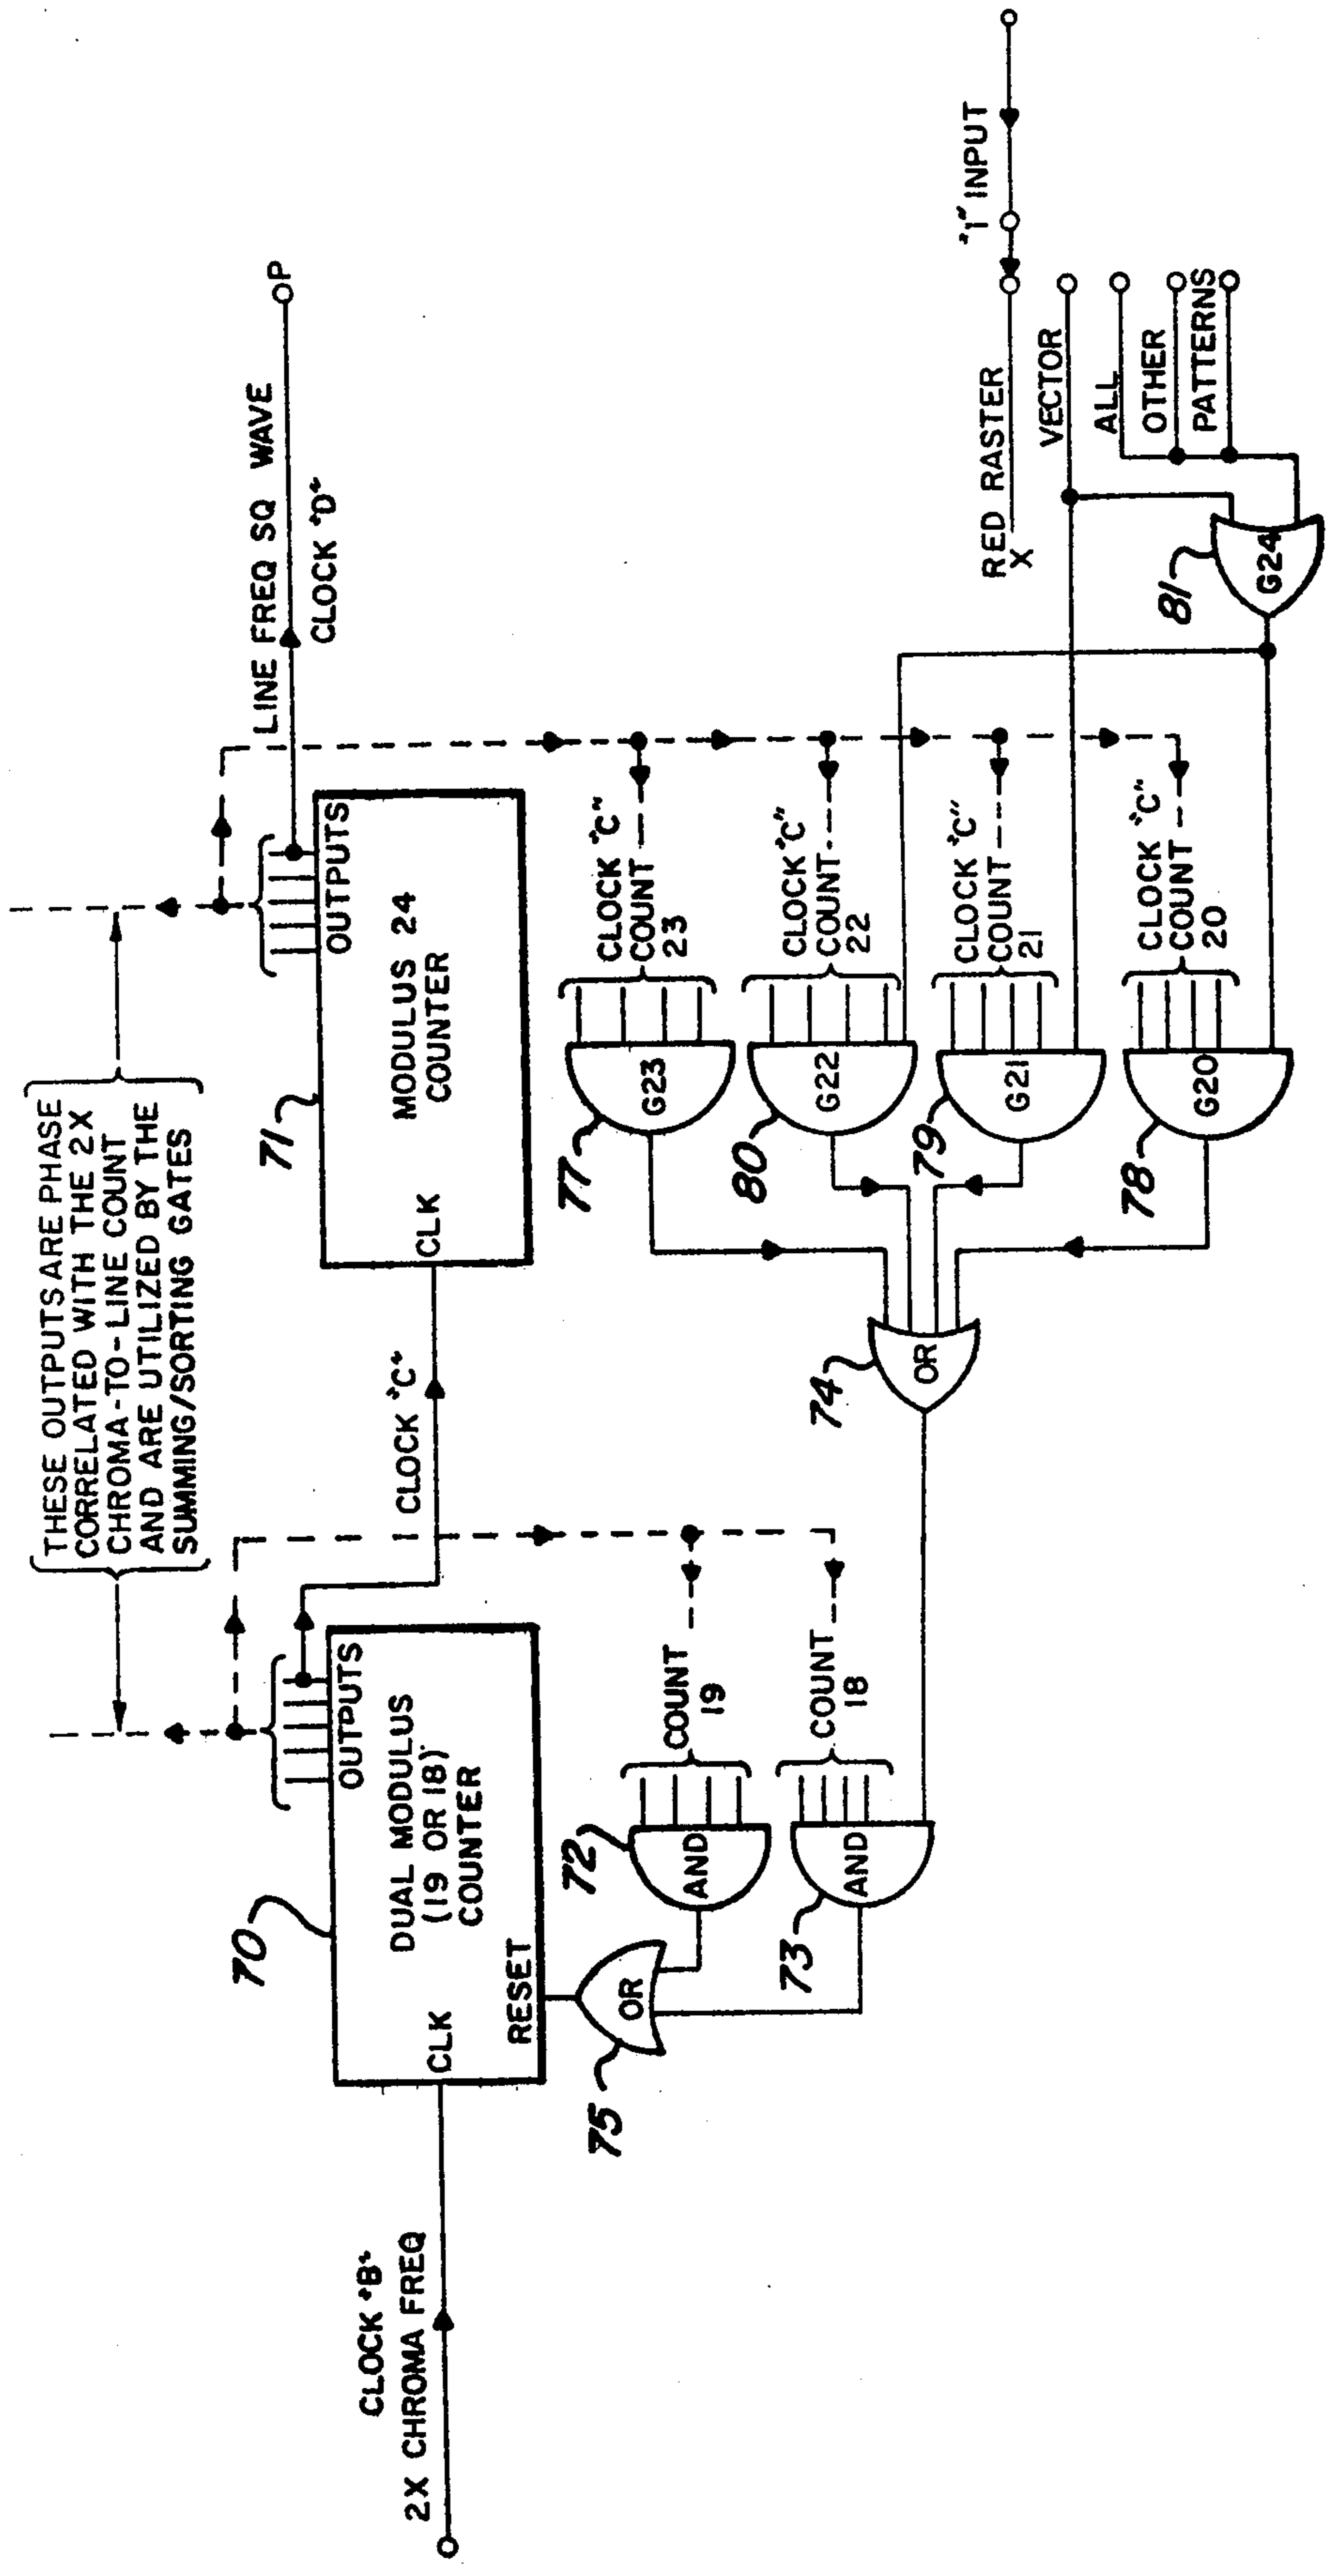 THESE OUTPUTS ARE PHASE
CORRELATED WITH THE 2X
CHROMA-TO-LINE COUNT
AND ARE UTILIZED BY THE
SUMMING/SORTING GATES
CLOCK "B"
2X CHROMA FREQ
70
CLK
DUAL MODULUS
(19 OR 18)
COUNTER
OUTPUTS
RESET
CLOCK "C"
71
CLK
MODULUS 24
COUNTER
OUTPUTS
LINE FREQ SQ WAVE
CLOCK "D"
P
75
OR
72
AND
COUNT
19
73
AND
COUNT
18
74
OR
77
G23
CLOCK "C"
COUNT
23
80
G22
CLOCK "C"
COUNT
22
79
G21
CLOCK "C"
COUNT
21
78
G20
CLOCK "C"
COUNT
20
81
G24
RED RASTER
X
"1" INPUT
VECTOR
ALL
OTHER
PATTERNS